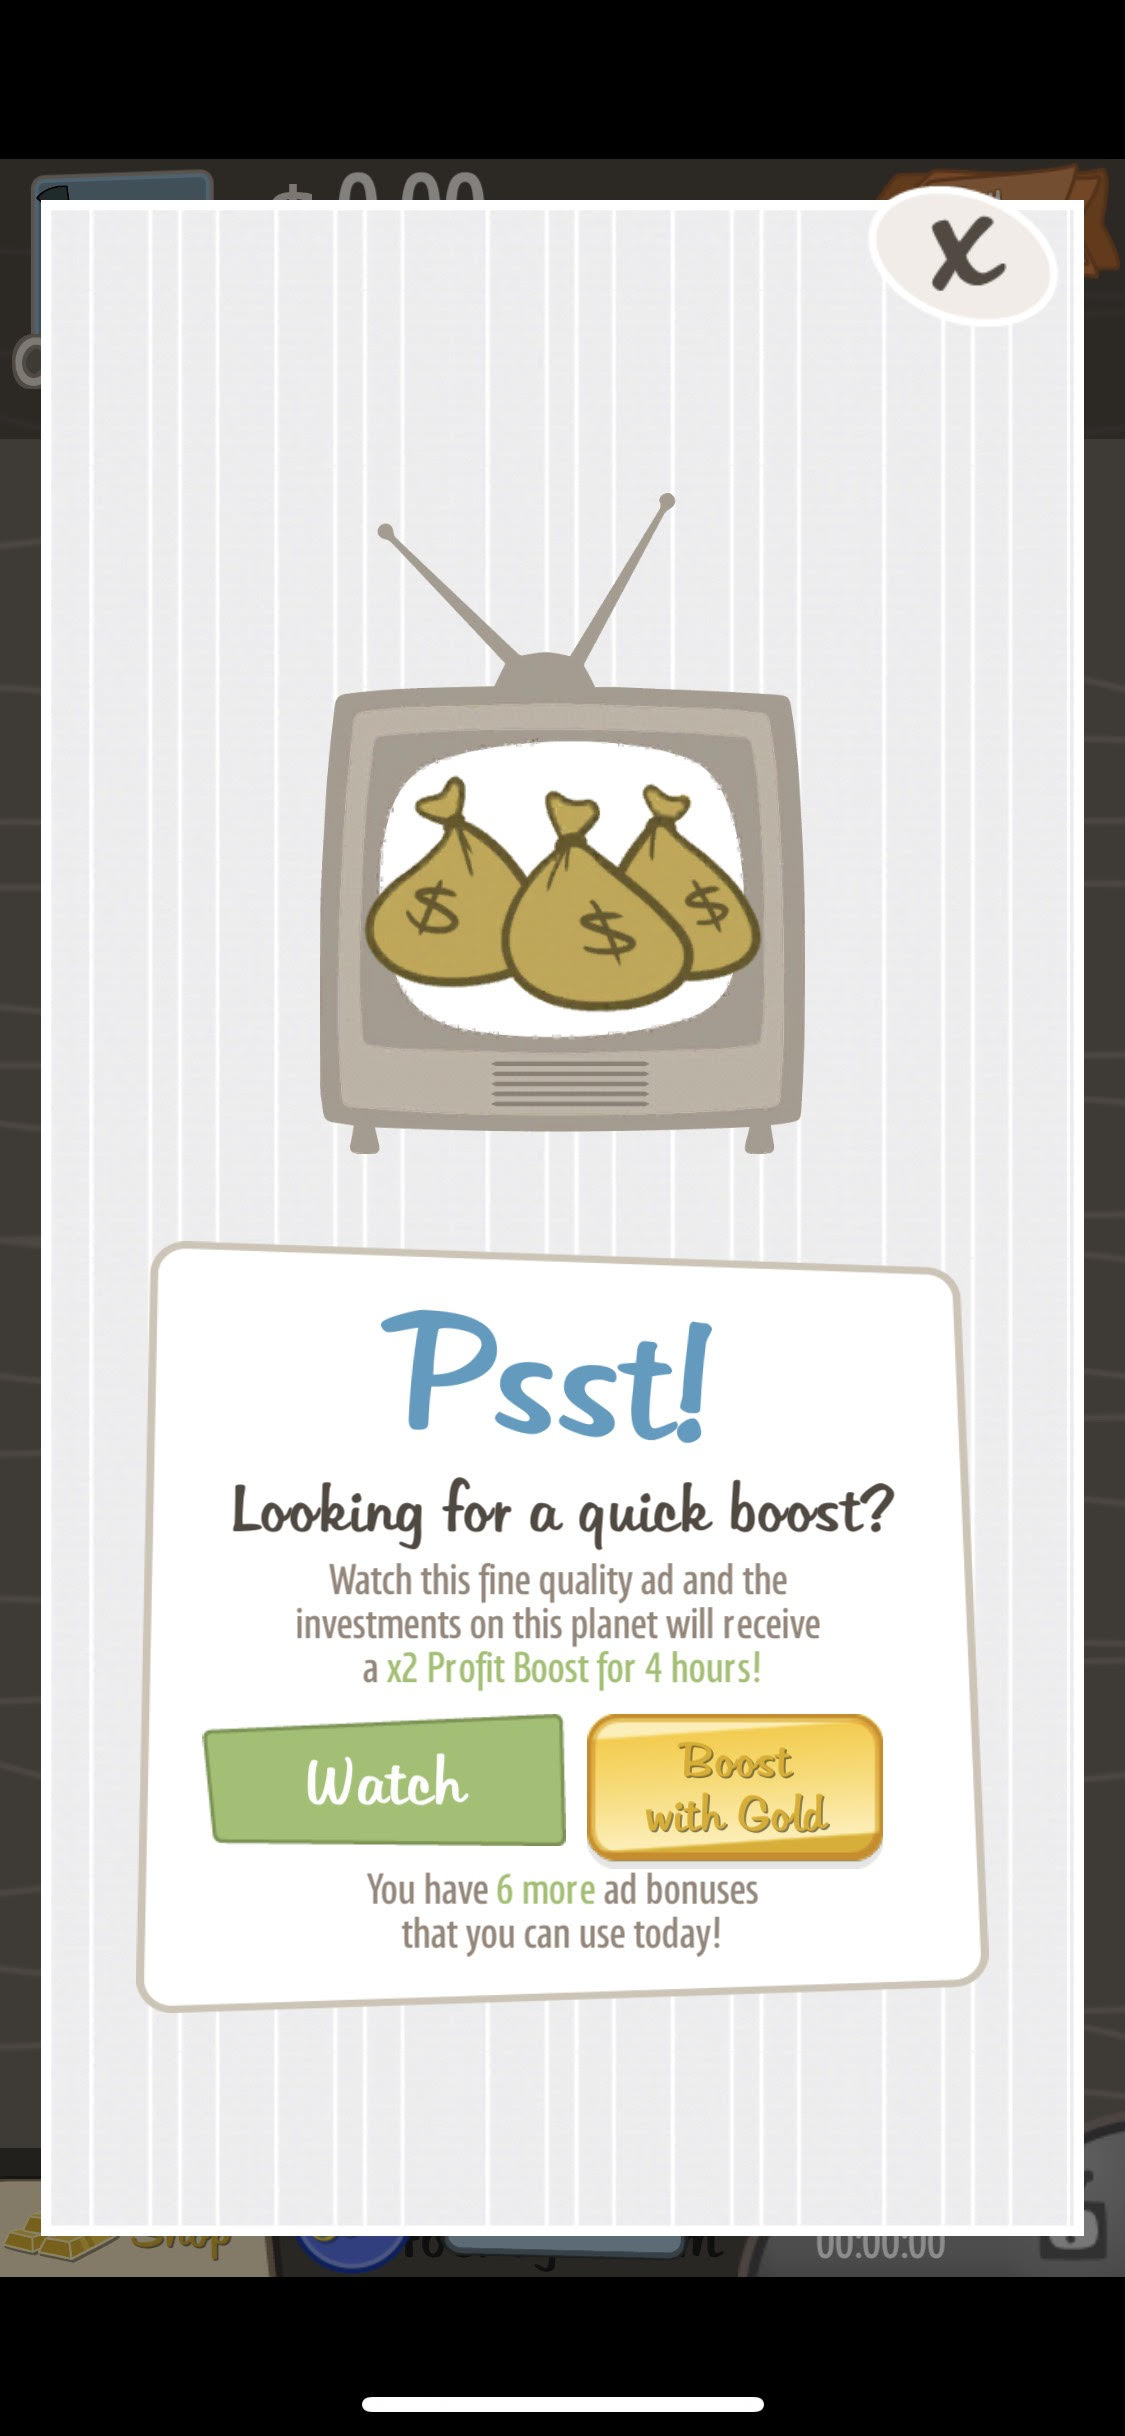 $ 0.00
X
$ $ $
Psst!
Looking for a quick boost?
Watch this fine quality ad and the
investments on this planet will receive
a x2 Profit Boost for 4 hours!
Watch
Boost
with Gold
You have 6 more ad bonuses
that you can use today!
Shop
00:00:00